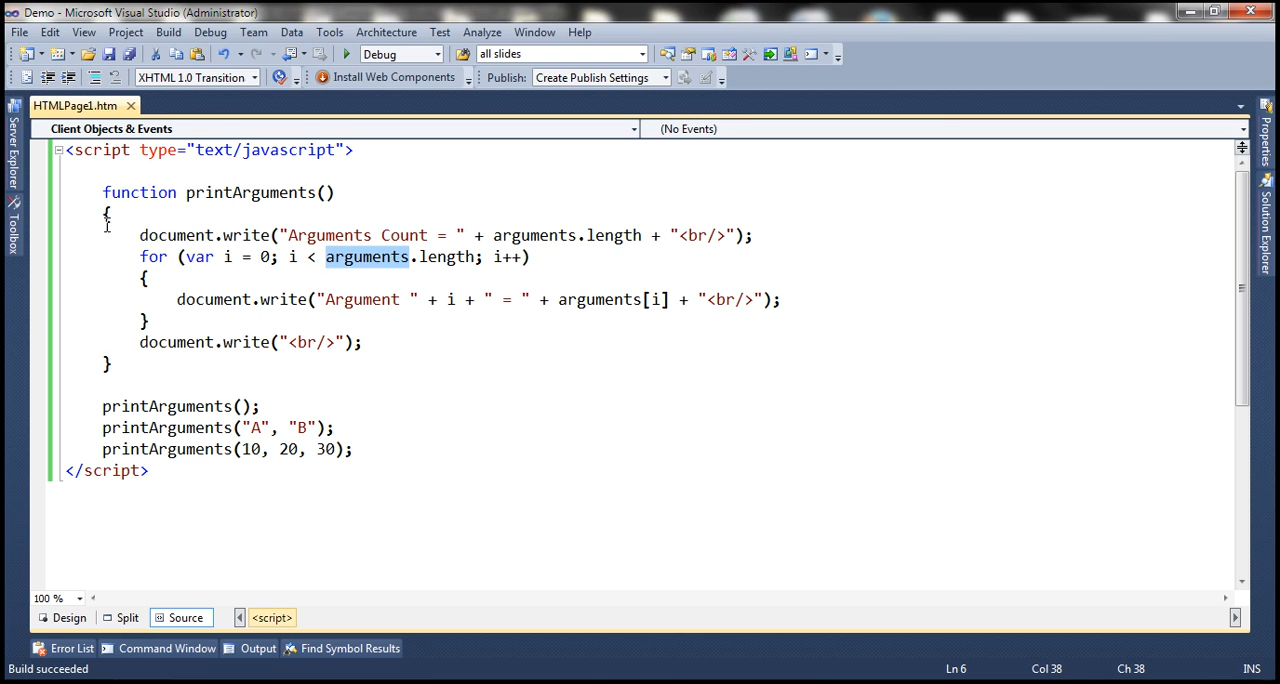 Demo - Microsoft Visual Studio (Administrator)
File Edit View Project Build Debug Team Data Tools Architecture Test Analyze Window Help
Debug all slides
XHTML 1.0 Transition Install Web Components Publish: Create Publish Settings
HTMLPage1.htm
Client Objects & Events (No Events)
<script type="text/javascript">
function printArguments()
{
document.write("Arguments Count = " + arguments.length + "<br/>");
for (var i = 0; i < arguments.length; i++)
{
document.write("Argument " + i + " = " + arguments[i] + "<br/>");
}
document.write("<br/>");
}
printArguments();
printArguments("A", "B");
printArguments(10, 20, 30);
</script>
Server Explorer
Toolbox
Properties
Solution Explorer
100 %
Design Split Source <script>
Error List Command Window Output Find Symbol Results
Build succeeded Ln 6 Col 38 Ch 38 INS